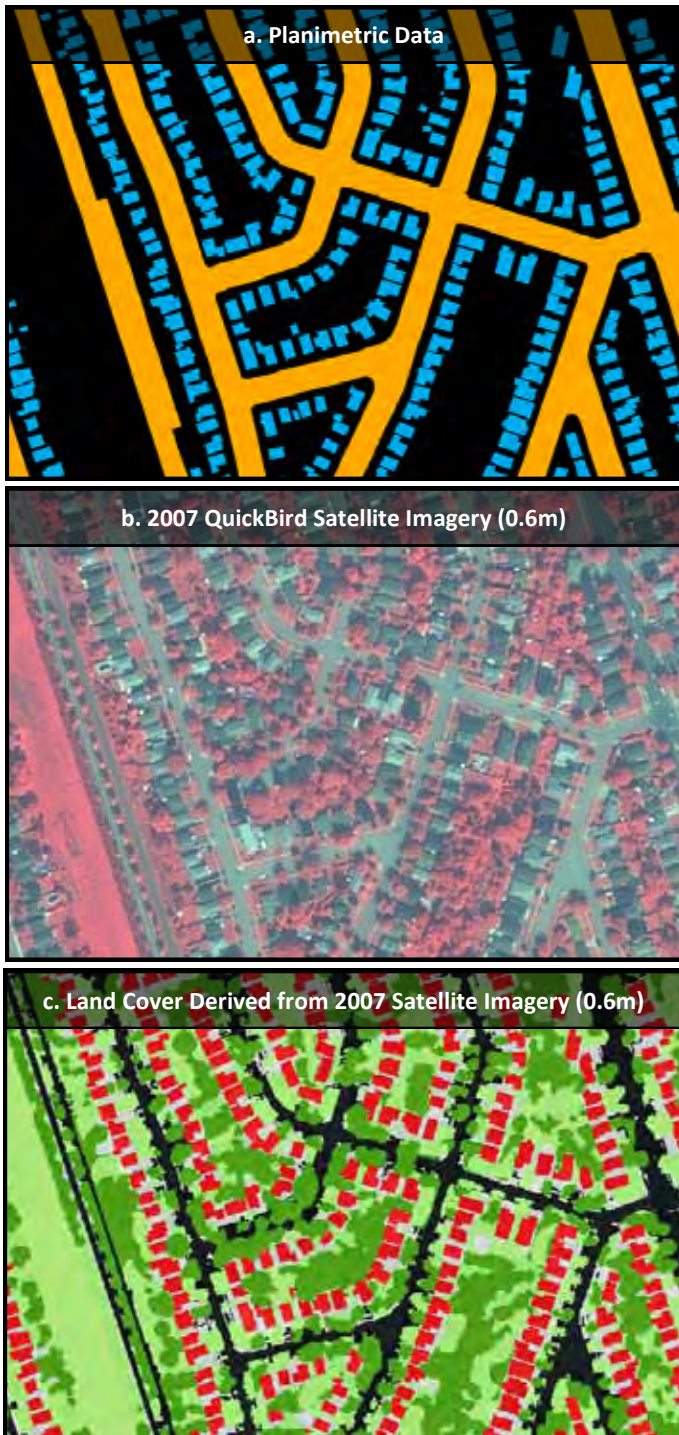 a. Planimetric Data
b. 2007 QuickBird Satellite Imagery (0.6m)
c. Land Cover Derived from 2007 Satellite Imagery (0.6m)